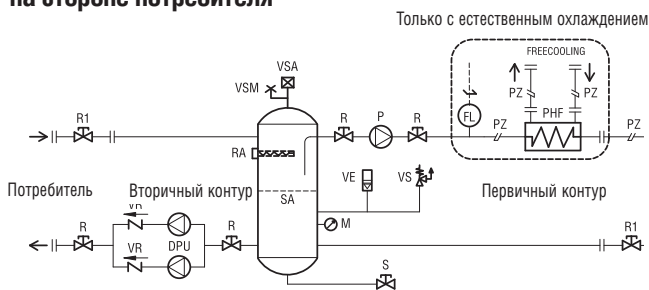 на стороне потребителя
Только с естественным охлаждением
FREECOOLING
VSA
VSM
R1
R
P
R
FL
PZ
PZ
PZ
PHF
PZ
RA
VE
VS
Потребитель
Вторичный контур
SA
Первичный контур
VR
R
VR
DPU
R
M
R1
S